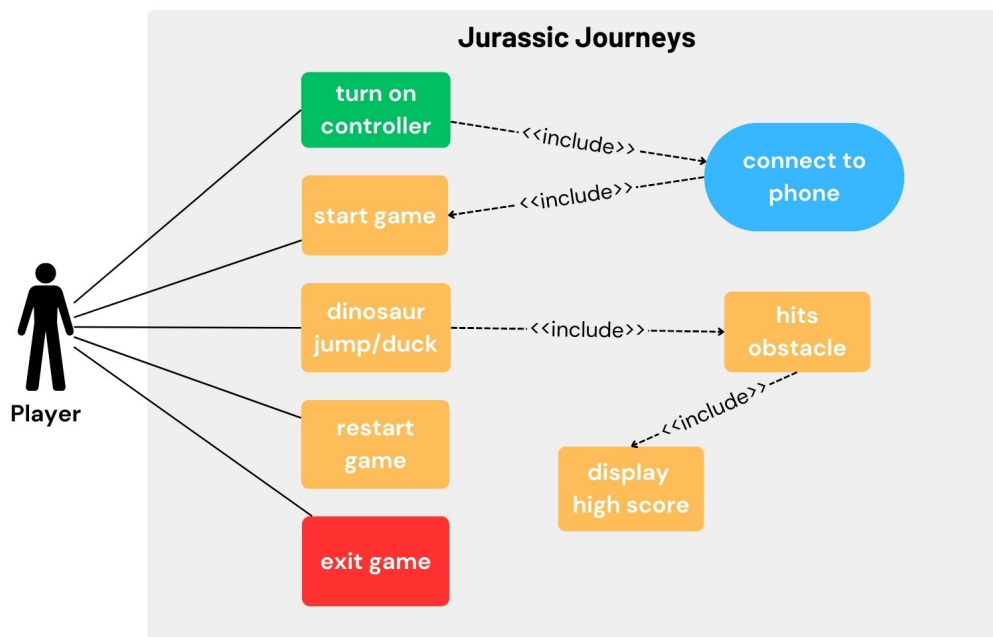 Jurassic Journeys
turn on
controller
<<include>>
connect to
phone
<<include>>
start game
dinosaur
jump/duck
<<include>>
hits
obstacle
<<include>>
Player
restart
game
display
high score
exit game